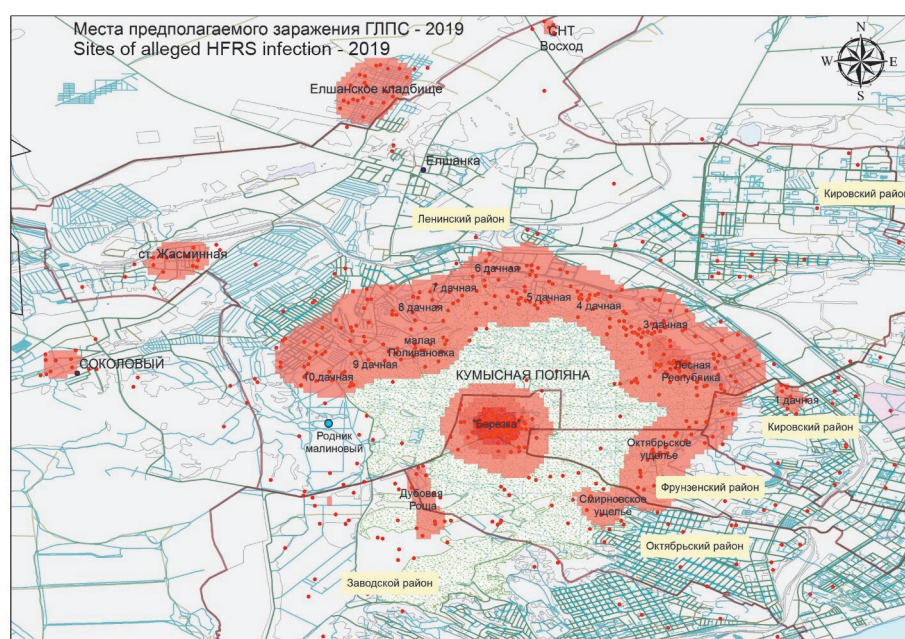 Места предполагаемого заражения ГЛПС - 2019
Sites of alleged HFRS infection - 2019
СНТ
Восход
N
W E
S
Елшанское кладбище
Елшанка
Кировский район
Ленинский район
ст. Жасминная
6 дачная
7 дачная
5 дачная
4 дачная
8 дачная
3 дачная
малая
Поливановка
9 дачная
10 дачная
Лесная
Республика
СОКОЛОВЫЙ
КУМЫСНАЯ ПОЛЯНА
1 дачная
"Березка"
Кировский район
Родник
малиновый
Октябрьское
ущелье
Фрунзенский район
Дубовая
Роща
Смирновское
ущелье
Октябрьский район
Заводской район